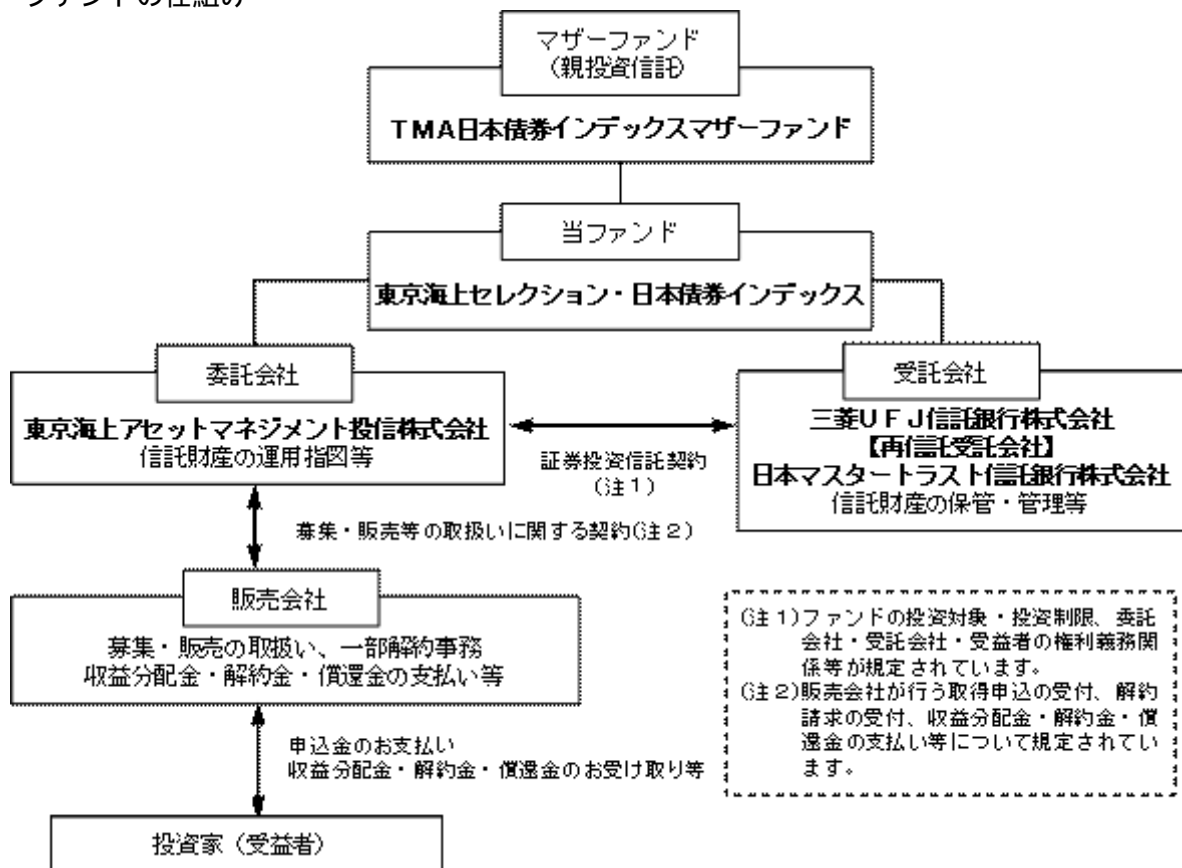 ファンドの仕組み
マザーファンド
(親投資信託)
TMA日本債券インデックスマザーファンド
当ファンド
東京海上セレクション・日本債券インデックス
委託会社
東京海上アセットマネジメント投信株式会社
信託財産の運用指図等
証券投資信託契約
(注1)
受託会社
三菱UFJ信託銀行株式会社
【再信託受託会社】
日本マスタートラスト信託銀行株式会社
信託財産の保管・管理等
募集・販売等の取扱いに関する契約(注2)
販売会社
募集・販売の取扱い、一部解約事務
収益分配金・解約金・償還金の支払い等
(注1)ファンドの投資対象・投資制限、委託
会社・受託会社・受益者の権利義務関
係等が規定されています。
(注2)販売会社が行う取得申込の受付、解約
請求の受付、収益分配金・解約金・償
還金の支払い等について規定されてい
ます。
申込金のお支払い
収益分配金・解約金・償還金のお受け取り等
投資家(受益者)